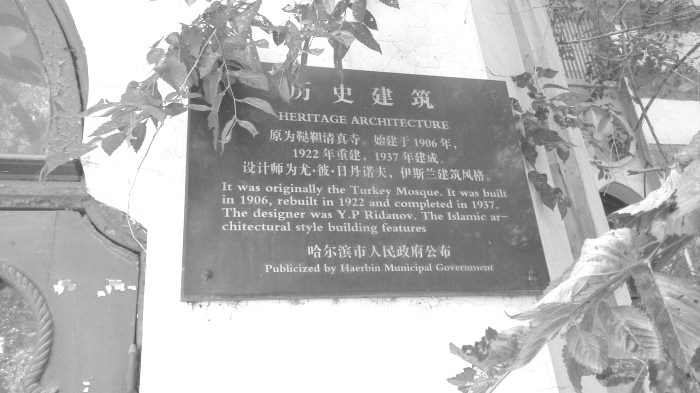 历史建筑
HERITAGE ARCHITECTURE
原为鞑靼清真寺。始建于1906年，
1922年重建，1937年建成。
设计师为尤·彼·日丹诺夫，伊斯兰建筑风格。
It was originally the Turkey Mosque. It was built
in 1906, rebuilt in 1922 and completed in 1937.
The designer was Y.P Ridanov. The Islamic ar-
chitectural style building features
哈尔滨市人民政府公布
Publicized by Haerbin Municipal Government